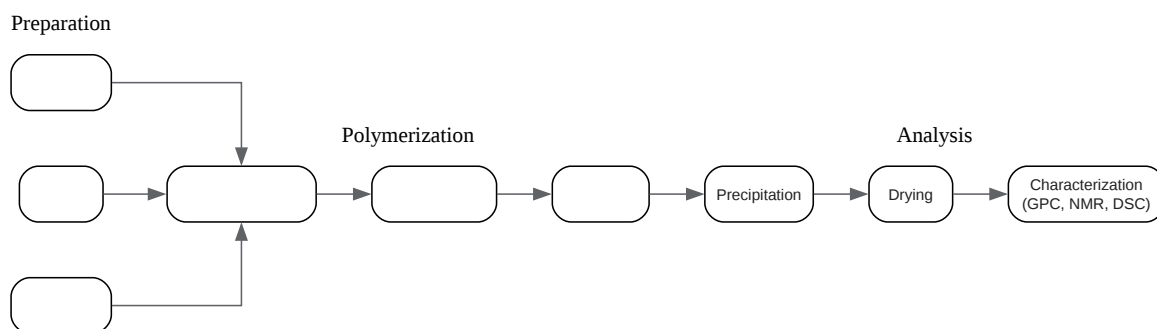 Preparation
Polymerization
Analysis
Precipitation
Drying
Characterization
(GPC, NMR, DSC)